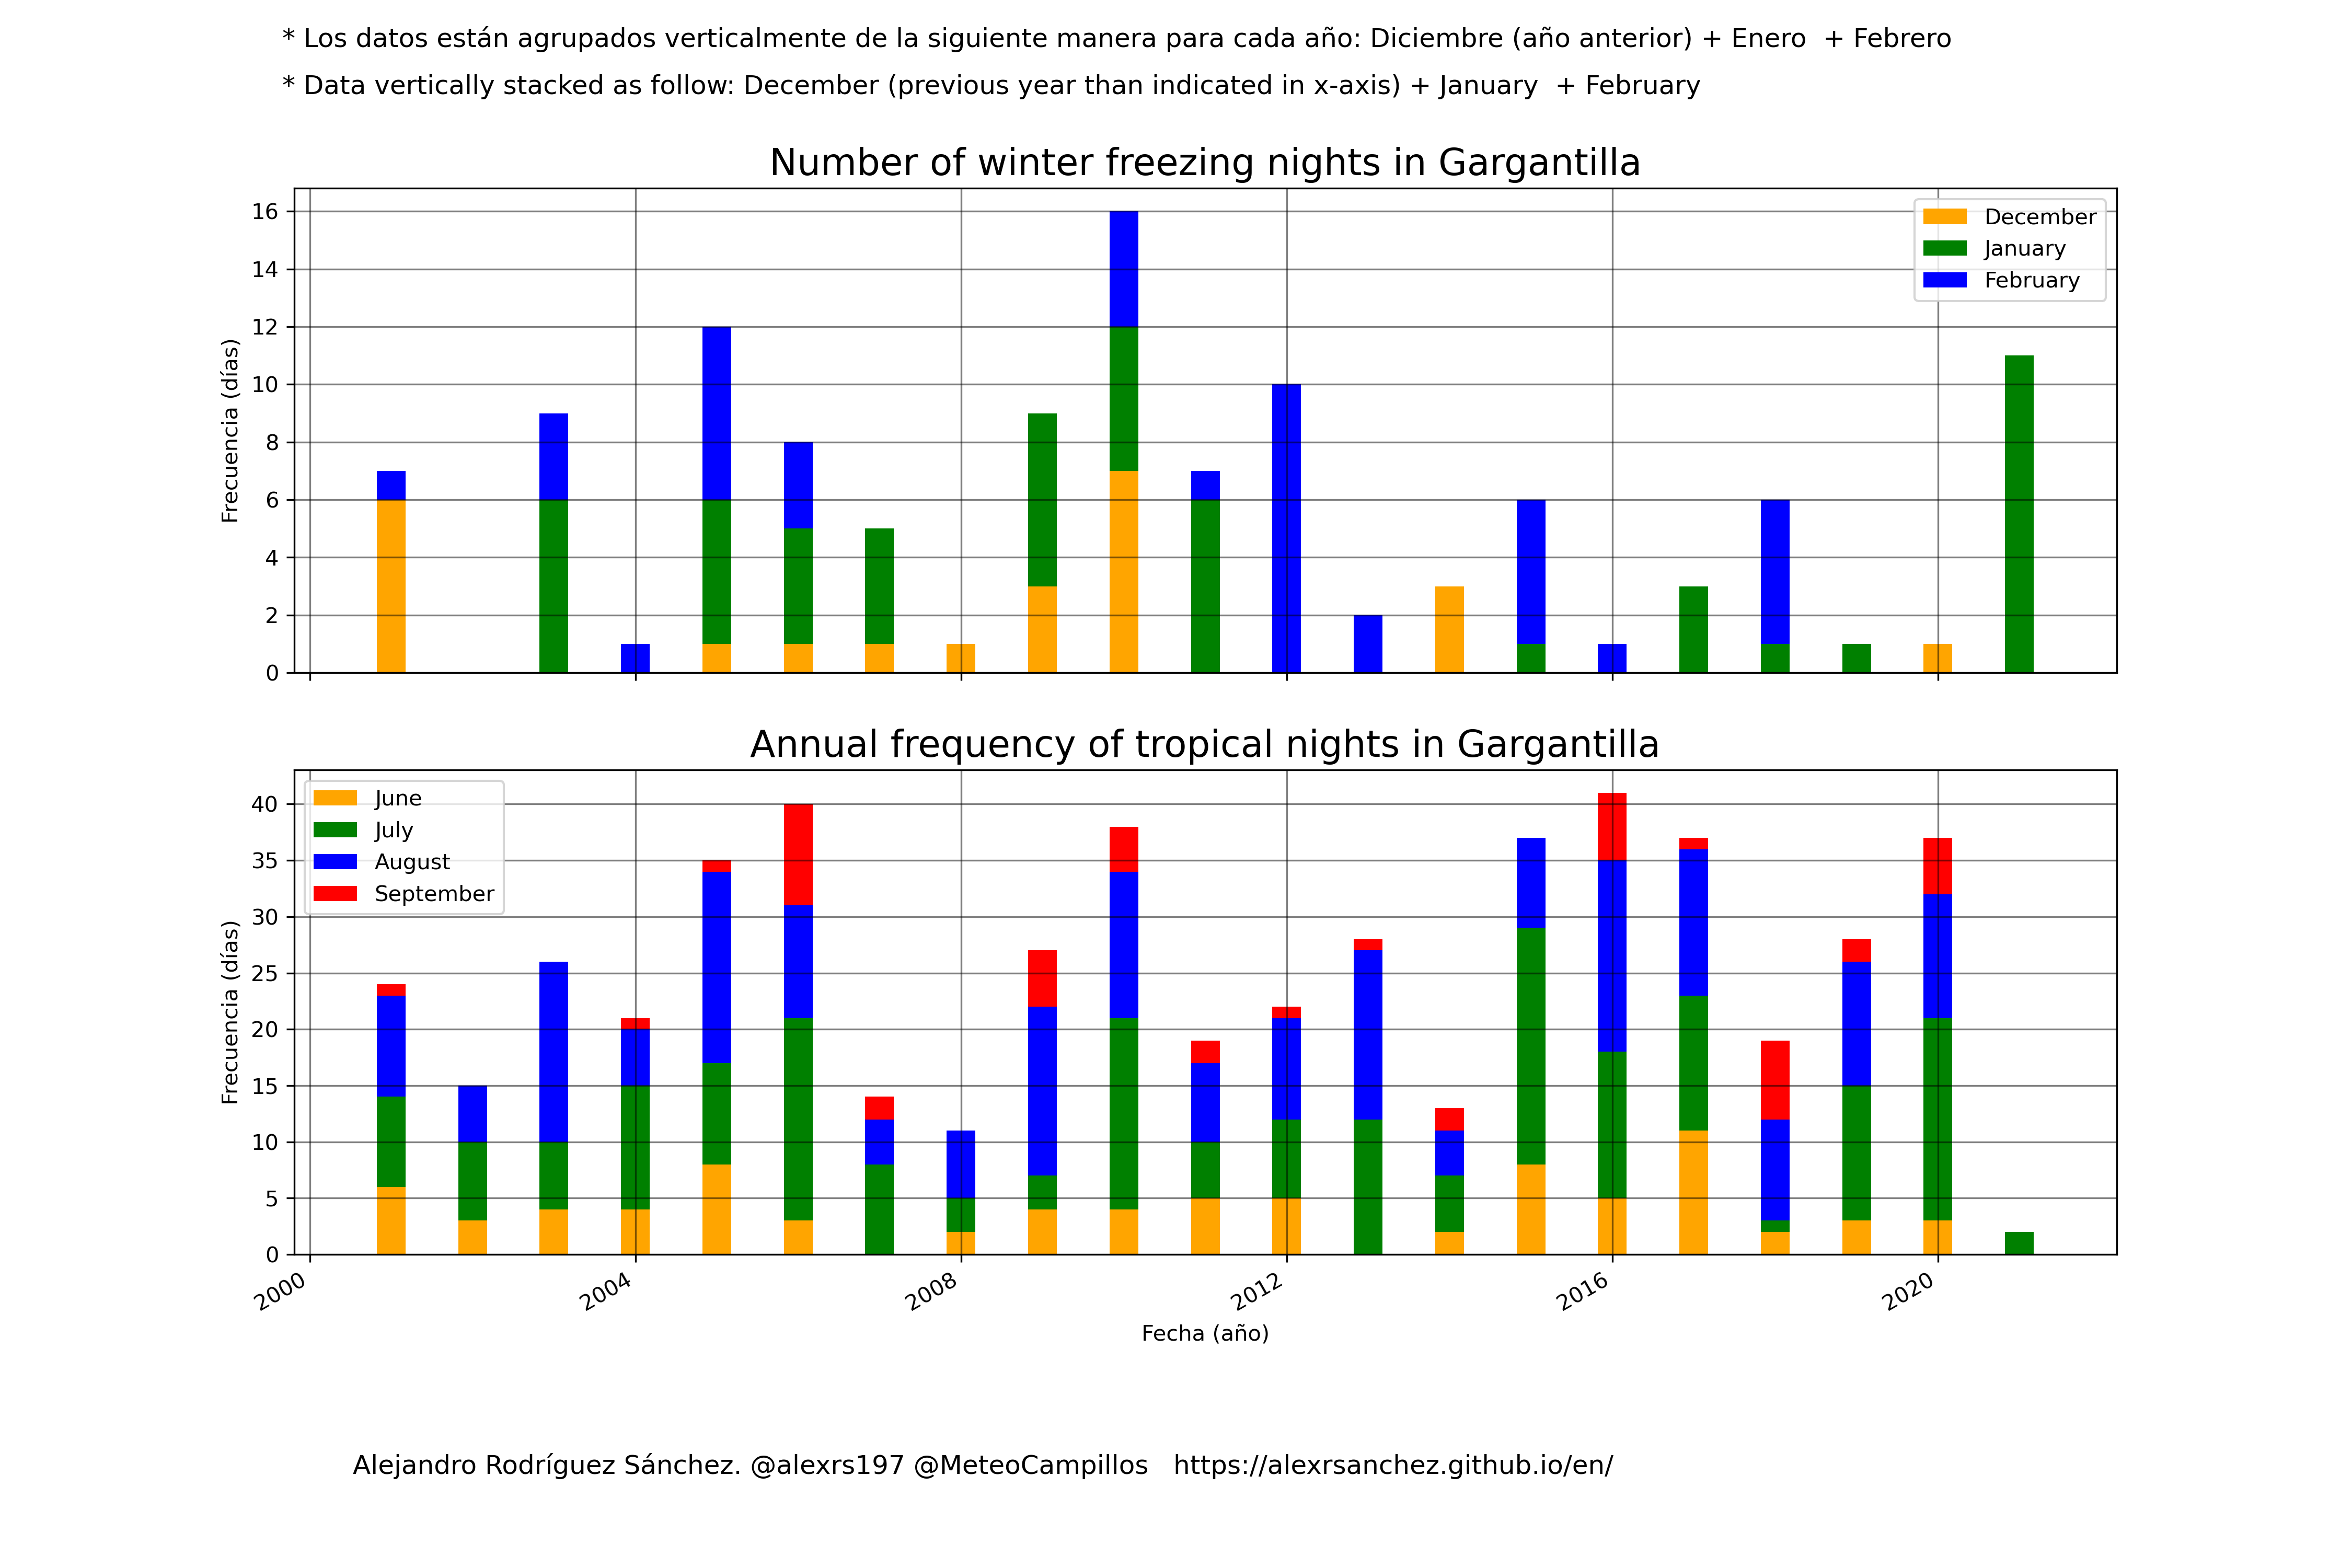 * Los datos están agrupados verticalmente de la siguiente manera para cada año: Diciembre (año anterior) + Enero  + Febrero
* Data vertically stacked as follow: December (previous year than indicated in x-axis) + January  + February
Number of winter freezing nights in Gargantilla
16
14
12
10
8
6
4
2
0
Frecuencia (días)
December
January
February
Annual frequency of tropical nights in Gargantilla
40
35
30
25
20
15
10
5
0
Frecuencia (días)
June
July
August
September
2000
2004
2008
2012
2016
2020
Fecha (año)
Alejandro Rodríguez Sánchez. @alexrs197 @MeteoCampillos   https://alexrsanchez.github.io/en/